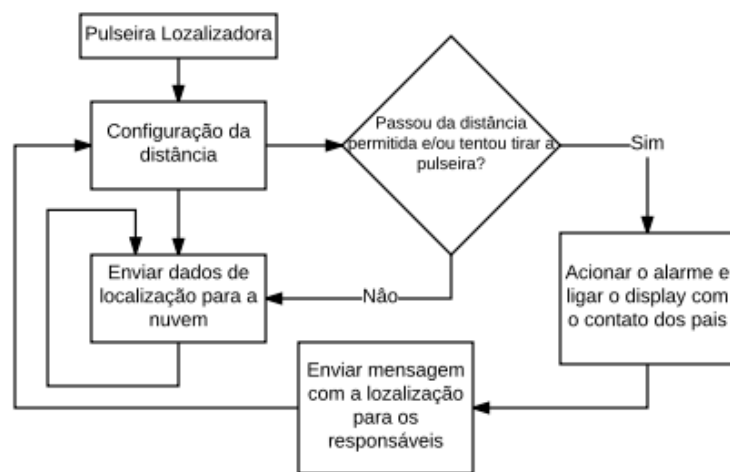 Pulseira Lozalizadora
Configuração da
distância
Passou da distância
permitida e/ou tentou tirar a
pulseira?
Sim
Enviar dados de
localização para a
nuvem
Nâo
Acionar o alarme e
ligar o display com
o contato dos pais
Enviar mensagem
com a lozalização
para os
responsáveis